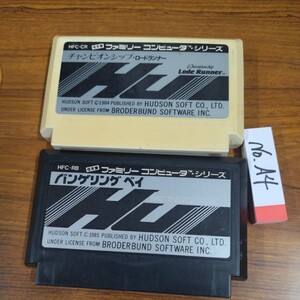 HFC-CR ファミリー コンピュータ・シリーズ
チャンピオンシップ・ロードランナー
Championship
Lode Runner
HUDSON SOFT ©1984 PUBLISHED BY HUDSON SOFT CO., LTD.
UNDER LICENSE FROM BRODERBUND SOFTWARE INC.
HFC-RB ファミリー コンピュータ・シリーズ
バンゲリング ベイ
HUDSON SOFT ©1985 PUBLISHED BY HUDSON SOFT CO., LTD.
UNDER LICENSE FROM BRODERBUND SOFTWARE INC.
No. A4